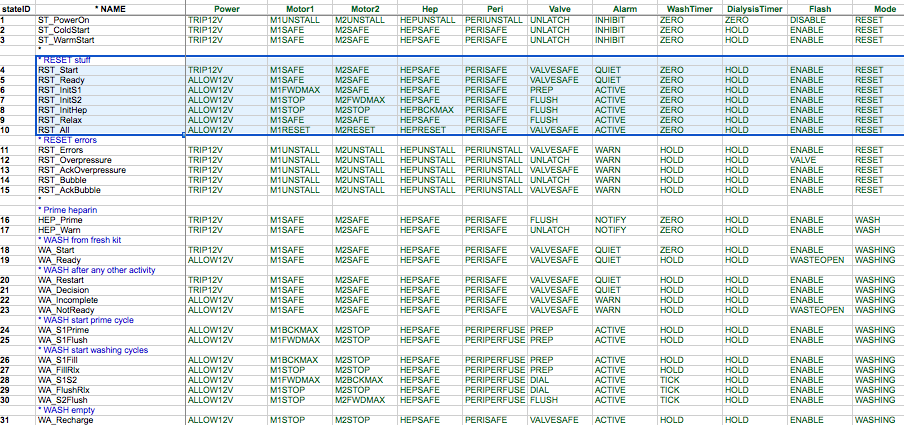 stateID * NAME Power Motor1 Motor2 Hep Peri Valve Alarm WashTimer DialysisTimer Flash Mode
1 ST_PowerOn TRIP12V M1UNSTALL M2UNSTALL HEPUNSTALL PERIUNSTALL UNLATCH INHIBIT ZERO ZERO DISABLE RESET
2 ST_ColdStart TRIP12V M1SAFE M2SAFE HEPSAFE PERISAFE UNLATCH INHIBIT ZERO HOLD ENABLE RESET
3 ST_WarmStart TRIP12V M1SAFE M2SAFE HEPSAFE PERISAFE UNLATCH INHIBIT ZERO HOLD ENABLE RESET
*
* RESET stuff
4 RST_Start TRIP12V M1SAFE M2SAFE HEPSAFE PERISAFE VALVESAFE QUIET ZERO HOLD ENABLE RESET
5 RST_Ready ALLOW12V M1SAFE M2SAFE HEPSAFE PERISAFE VALVESAFE QUIET ZERO HOLD ENABLE RESET
6 RST_InitS1 ALLOW12V M1FWDMAX M2SAFE HEPSAFE PERISAFE PREP ACTIVE ZERO HOLD ENABLE RESET
7 RST_InitS2 ALLOW12V M1STOP M2FWDMAX HEPSAFE PERISAFE FLUSH ACTIVE ZERO HOLD ENABLE RESET
8 RST_InitHep ALLOW12V M1STOP M2STOP HEPBCKMAX PERISAFE FLUSH ACTIVE ZERO HOLD ENABLE RESET
9 RST_Relax ALLOW12V M1SAFE M2SAFE HEPSAFE PERISAFE FLUSH ACTIVE ZERO HOLD ENABLE RESET
10 RST_All ALLOW12V M1RESET M2RESET HEPRESET PERISAFE VALVESAFE ACTIVE ZERO HOLD ENABLE RESET
* RESET errors
11 RST_Errors TRIP12V M1UNSTALL M2UNSTALL HEPUNSTALL PERIUNSTALL VALVESAFE WARN HOLD HOLD ENABLE RESET
12 RST_Overpressure TRIP12V M1UNSTALL M2UNSTALL HEPUNSTALL PERIUNSTALL UNLATCH WARN HOLD HOLD VALVE RESET
13 RST_AckOverpressure TRIP12V M1UNSTALL M2UNSTALL HEPUNSTALL PERIUNSTALL VALVESAFE WARN HOLD HOLD ENABLE RESET
14 RST_Bubble TRIP12V M1UNSTALL M2UNSTALL HEPUNSTALL PERIUNSTALL UNLATCH WARN HOLD HOLD ENABLE RESET
15 RST_AckBubble TRIP12V M1UNSTALL M2UNSTALL HEPUNSTALL PERIUNSTALL VALVESAFE WARN HOLD HOLD ENABLE RESET
*
* Prime heparin
16 HEP_Prime TRIP12V M1SAFE M2SAFE HEPSAFE PERISAFE FLUSH NOTIFY ZERO HOLD ENABLE WASH
17 HEP_Warn TRIP12V M1SAFE M2SAFE HEPSAFE PERISAFE UNLATCH NOTIFY ZERO HOLD ENABLE WASH
* WASH from fresh kit
18 WA_Start TRIP12V M1SAFE M2SAFE HEPSAFE PERISAFE VALVESAFE QUIET ZERO HOLD ENABLE WASHING
19 WA_Ready ALLOW12V M1SAFE M2SAFE HEPSAFE PERISAFE VALVESAFE QUIET HOLD HOLD WASTEOPEN WASHING
* WASH after any other activity
20 WA_Restart TRIP12V M1SAFE M2SAFE HEPSAFE PERISAFE VALVESAFE QUIET HOLD HOLD ENABLE WASHING
21 WA_Decision TRIP12V M1SAFE M2SAFE HEPSAFE PERISAFE VALVESAFE QUIET HOLD HOLD ENABLE WASHING
22 WA_Incomplete ALLOW12V M1SAFE M2SAFE HEPSAFE PERISAFE VALVESAFE WARN HOLD HOLD ENABLE WASHING
23 WA_NotReady ALLOW12V M1SAFE M2SAFE HEPSAFE PERISAFE VALVESAFE WARN HOLD HOLD WASTEOPEN WASHING
* WASH start prime cycle
24 WA_S1Prime ALLOW12V M1BCKMAX M2STOP HEPSAFE PERIPERFUSE PREP ACTIVE HOLD HOLD ENABLE WASHING
25 WA_S1Flush ALLOW12V M1FWDMAX M2STOP HEPSAFE PERIPERFUSE PREP ACTIVE HOLD HOLD ENABLE WASHING
* WASH start washing cycles
26 WA_S1Fill ALLOW12V M1BCKMAX M2STOP HEPSAFE PERIPERFUSE PREP ACTIVE HOLD HOLD ENABLE WASHING
27 WA_FillRlx ALLOW12V M1STOP M2STOP HEPSAFE PERIPERFUSE PREP ACTIVE HOLD HOLD ENABLE WASHING
28 WA_S1S2 ALLOW12V M1FWDMAX M2BCKMAX HEPSAFE PERIPERFUSE DIAL ACTIVE TICK HOLD ENABLE WASHING
29 WA_FlushRlx ALLOW12V M1STOP M2STOP HEPSAFE PERIPERFUSE DIAL ACTIVE TICK HOLD ENABLE WASHING
30 WA_S2Flush ALLOW12V M1STOP M2FWDMAX HEPSAFE PERIPERFUSE FLUSH ACTIVE TICK HOLD ENABLE WASHING
* WASH empty
31 WA_Recharge ALLOW12V M1STOP M2STOP HEPSAFE PERISAFE VALVESAFE ACTIVE HOLD HOLD ENABLE WASHING